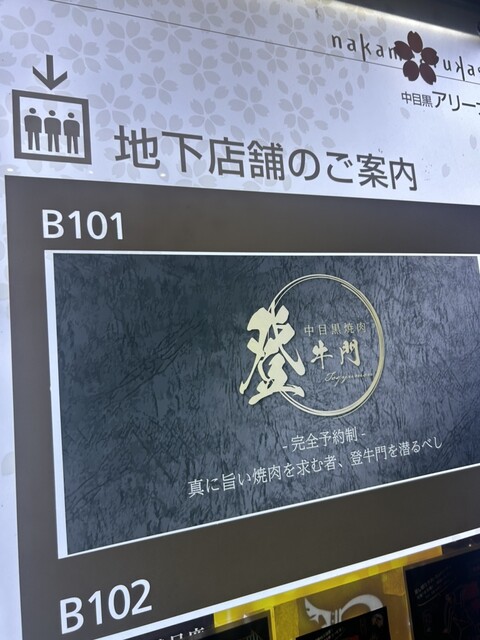 中目黒アリー
地下店舗のご案内
B101
中目黒焼肉
登牛門
-完全予約制-
真に旨い焼肉を求む者、登牛門を潜るべし
B102